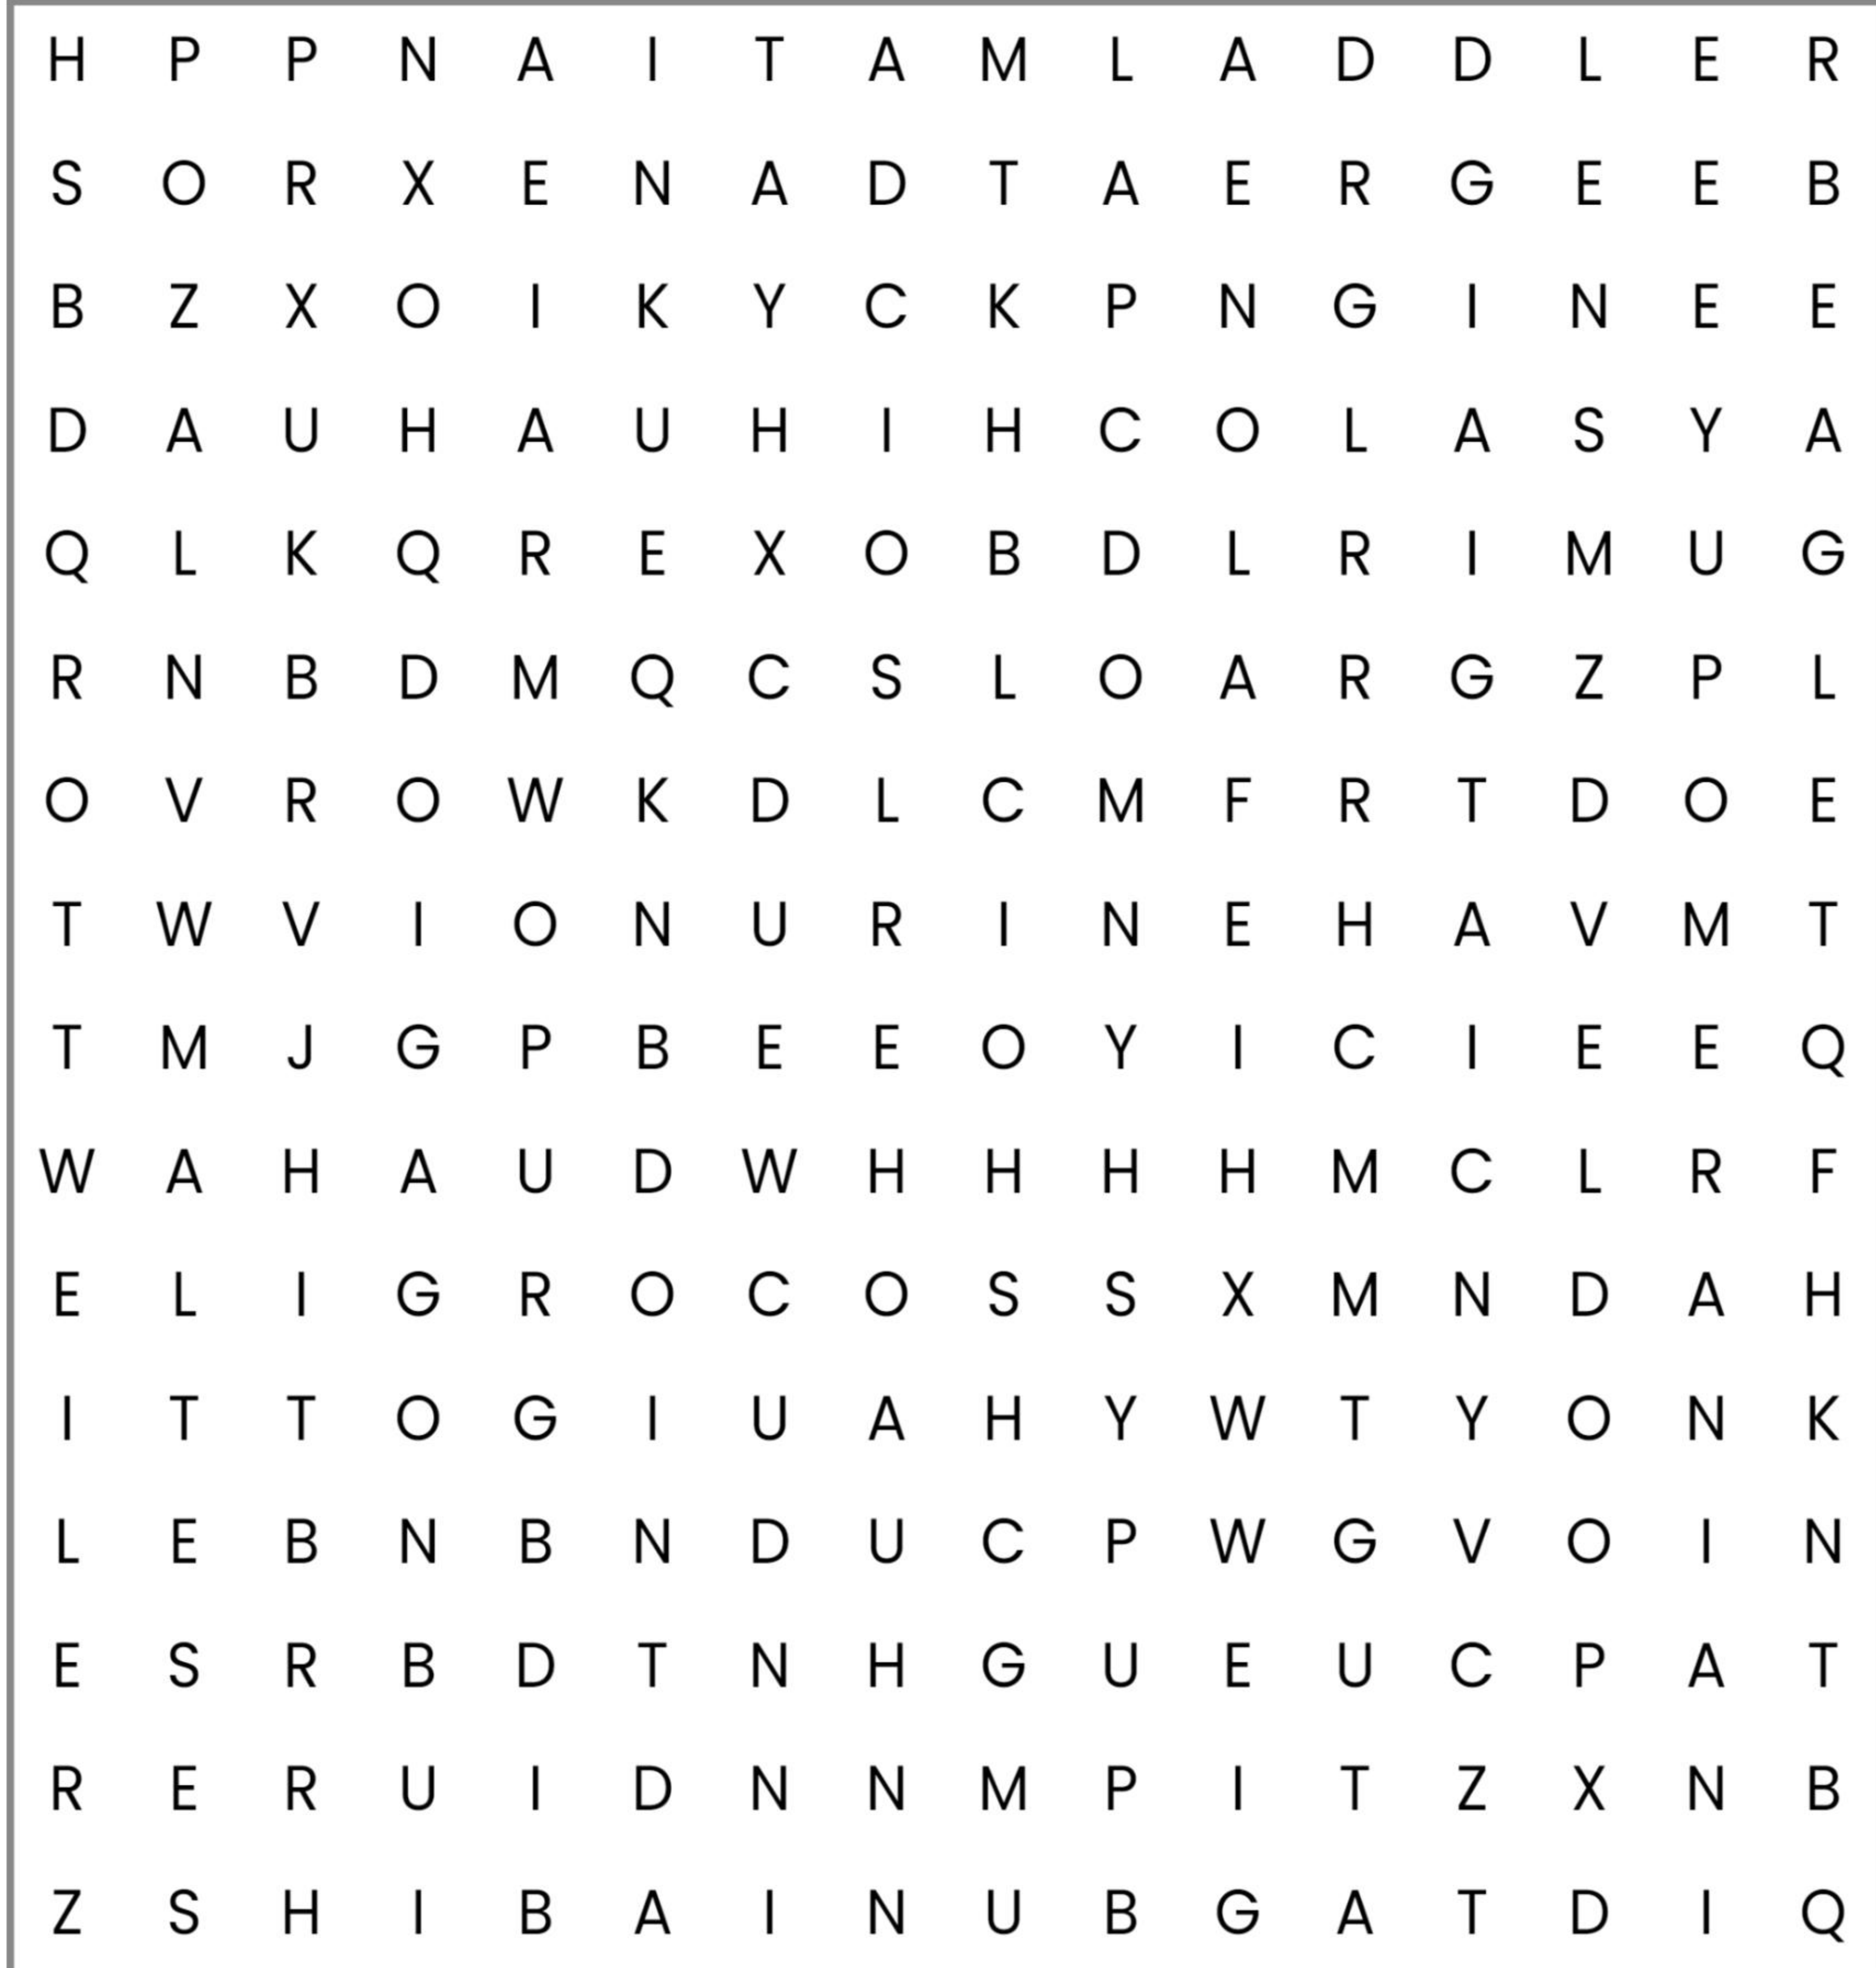 H P P N A I T A M L A D D L E R
S O R X E N A D T A E R G E E B
B Z X O I K Y C K P N G I N E E
D A U H A U H I H C O L A S Y A
Q L K Q R E X O B D L R I M U G
R N B D M Q C S L O A R G Z P L
O V R O W K D L C M F R T D O E
T W V I O N U R I N E H A V M T
T M J G P B E E O Y I C I E E Q
W A H A U D W H H H H M C L R F
E L I G R O C O S S X M N D A H
I T T O G I U A H Y W T Y O N K
L E B N B N D U C P W G V O I N
E S R B D T N H G U E U C P A T
R E R U I D N N M P I T Z X N B
Z S H I B A I N U B G A T D I Q